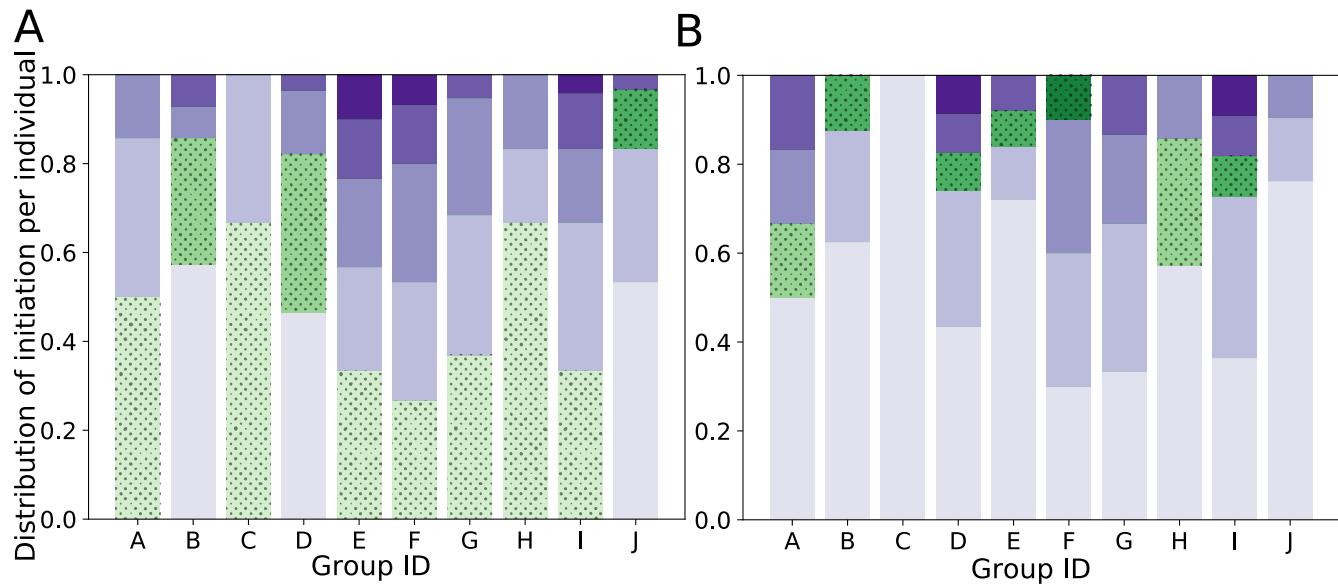 A
B
Distribution of initiation per individual
1.0
0.8
0.6
0.4
0.2
0.0
A B C D E F G H I J
Group ID
1.0
0.8
0.6
0.4
0.2
0.0
A B C D E F G H I J
Group ID